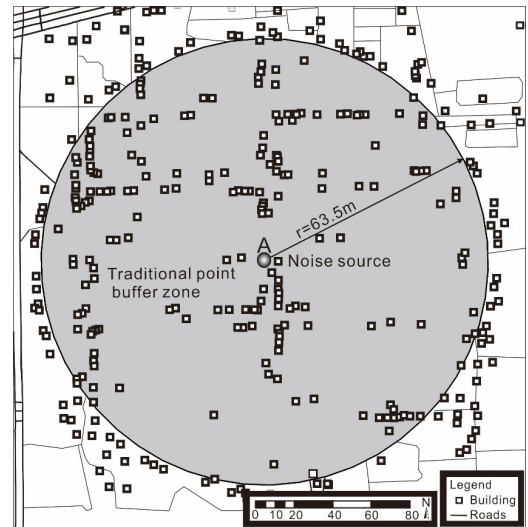 r=63.5m
A
Noise source
Traditional point
buffer zone
N
0 10 20 40 60 80
Legend
Building
Roads